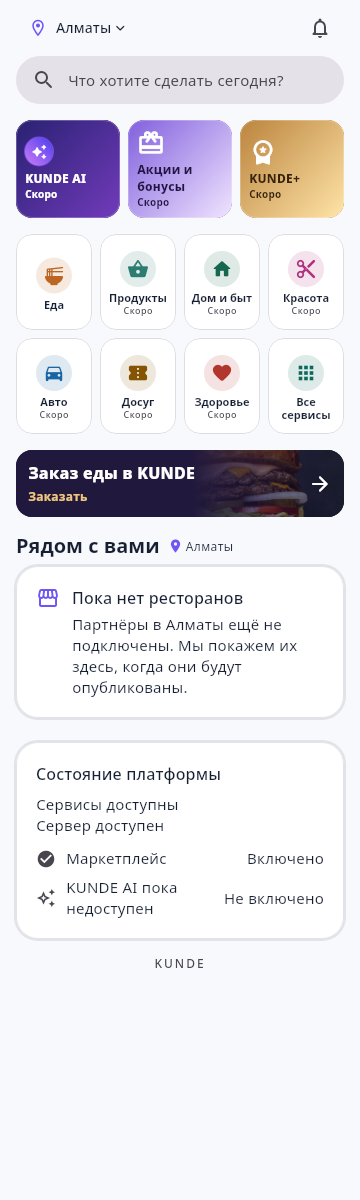 Алматы
Что хотите сделать сегодня?
KUNDE AI
Скоро
Акции и
бонусы
Скоро
KUNDE+
Скоро
Еда
Продукты
Скоро
Дом и быт
Скоро
Красота
Скоро
Авто
Скоро
Досуг
Скоро
Здоровье
Скоро
Все
сервисы
Заказ еды в KUNDE
Заказать
Рядом с вами
Алматы
Пока нет ресторанов
Партнёры в Алматы ещё не
подключены. Мы покажем их
здесь, когда они будут
опубликованы.
Состояние платформы
Сервисы доступны
Сервер доступен
Маркетплейс
Включено
KUNDE AI пока
недоступен
Не включено
KUNDE